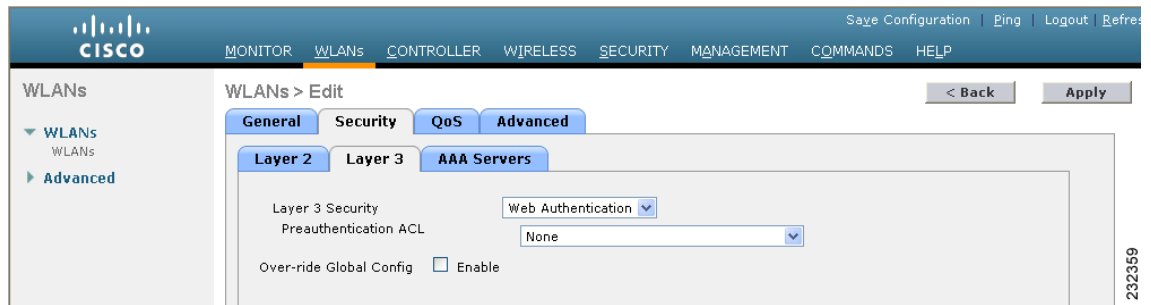 Save Configuration | Ping | Logout | Refres
CISCO
MONITOR WLANs CONTROLLER WIRELESS SECURITY MANAGEMENT COMMANDS HELP
WLANs
WLANs > Edit
< Back
Apply
General Security QoS Advanced
WLANs
WLANs
Advanced
Layer 2 Layer 3 AAA Servers
Layer 3 Security Web Authentication
Preauthentication ACL None
Over-ride Global Config Enable
232359